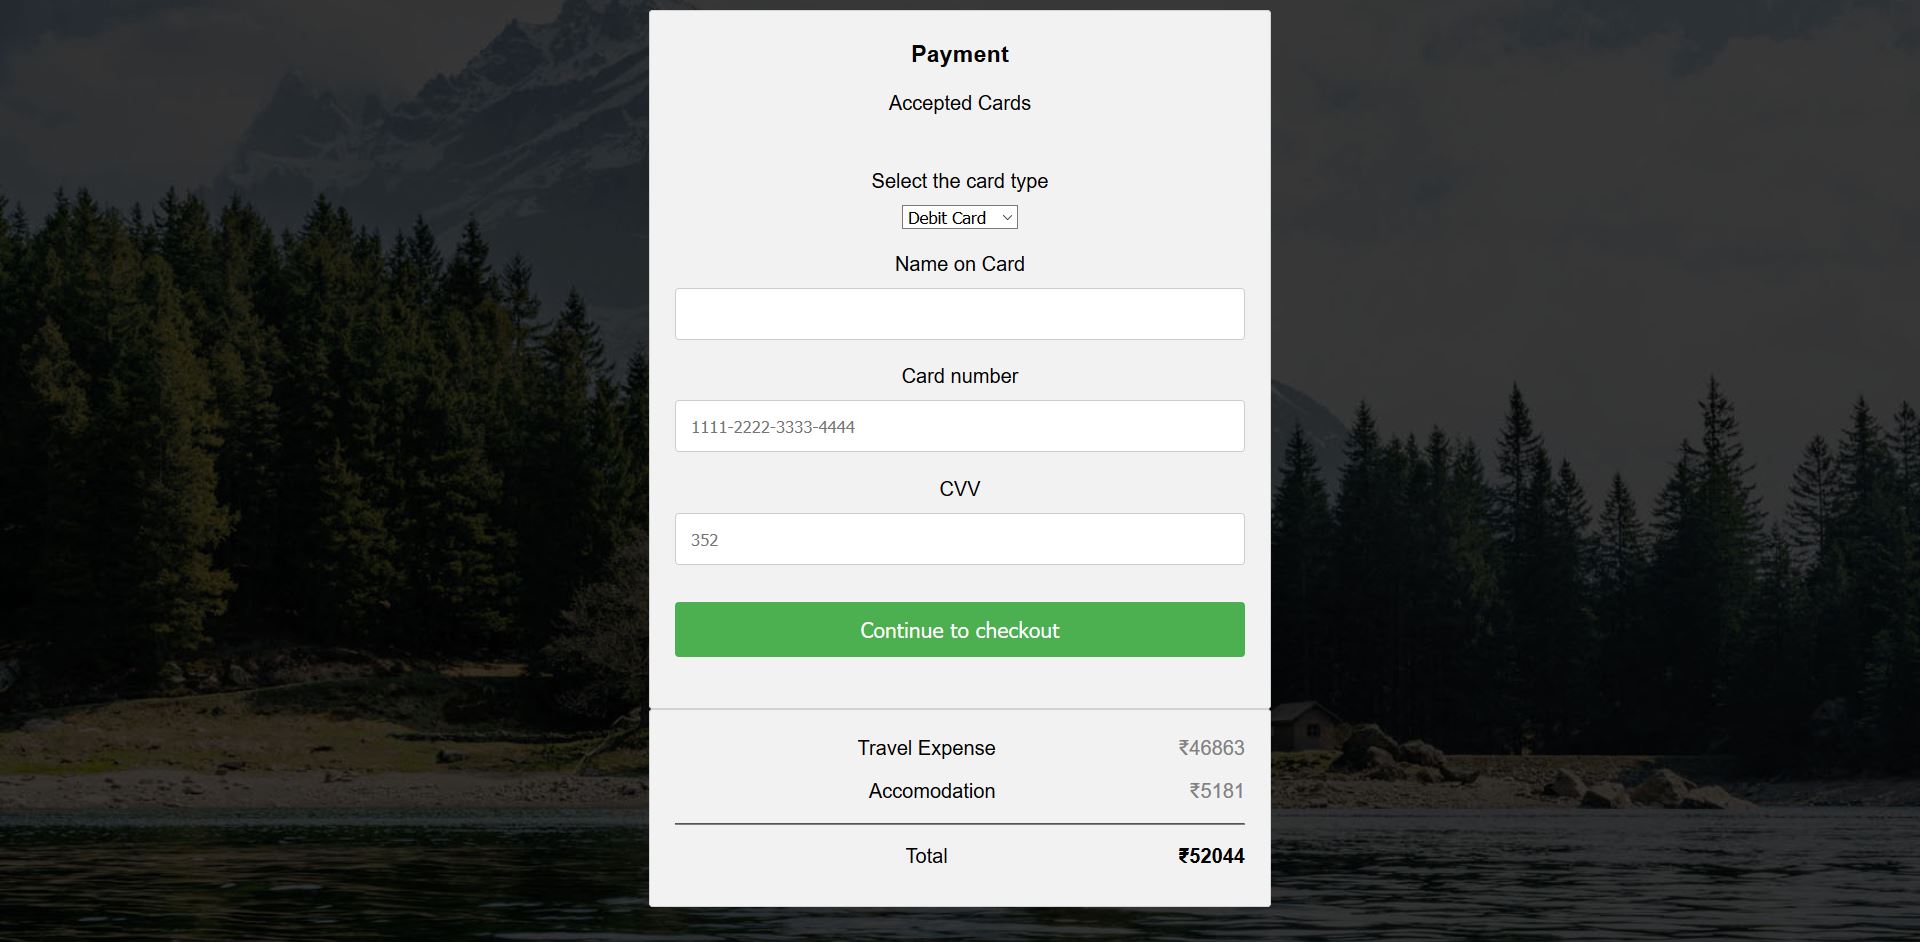 Payment
Accepted Cards
Select the card type
Debit Card
Name on Card
Card number
1111-2222-3333-4444
CVV
352
Continue to checkout
Travel Expense ₹46863
Accomodation ₹5181
Total ₹52044